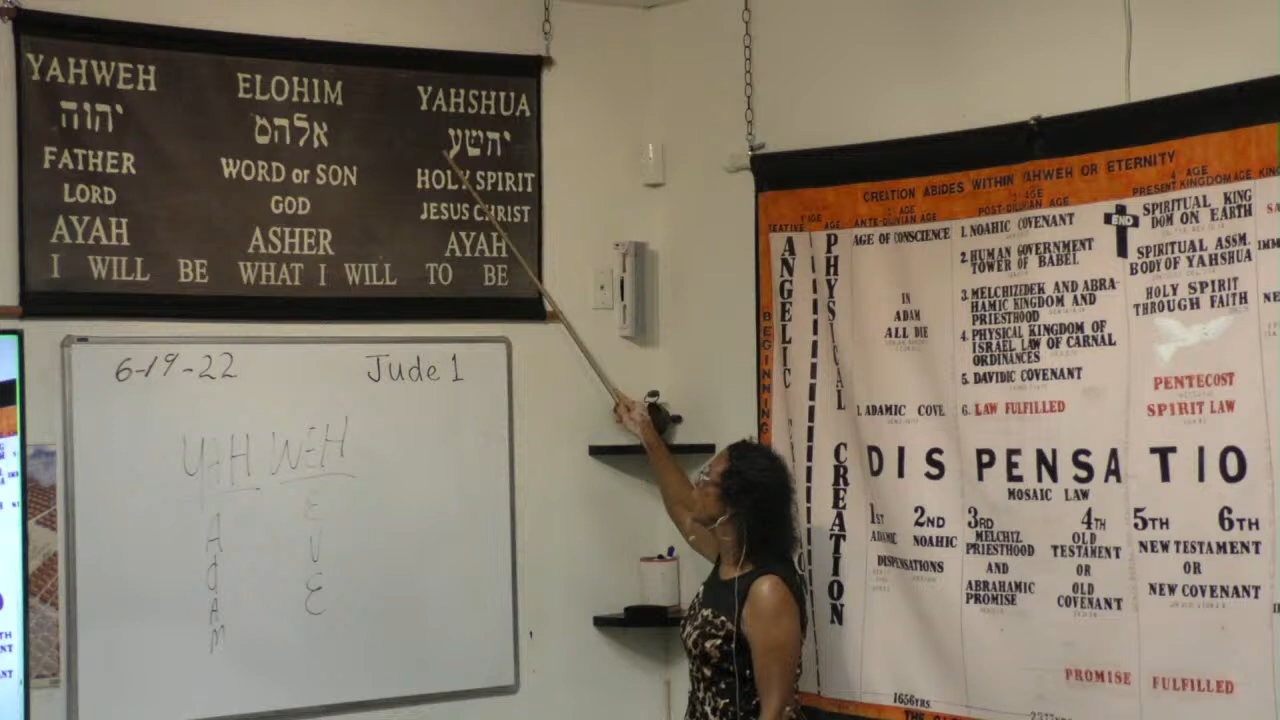 YAHWEH
יהוה
FATHER
LORD
AYAH
ELOHIM
אלהם
WORD or SON
GOD
ASHER
YAHSHUA
יהשע
HOLY SPIRIT
JESUS CHRIST
AYAH
I WILL BE WHAT I WILL TO BE
6-19-22
Jude 1
YAH WEH
A
d
A
m
E
V
E
CREATION ABIDES WITHIN YAHWEH OR ETERNITY
AGE
ANTE-DILUVIAN AGE
POST-DILUVIAN AGE
PRESENT KINGDOM AGE
BEGINNING
ANGELIC
PHYSICAL CREATION
AGE OF CONSCIENCE
IN
ADAM
ALL DIE
1. ADAMIC COVE.
1. NOAHIC COVENANT
2. HUMAN GOVERNMENT
TOWER OF BABEL
3. MELCHIZEDEK AND ABRA-
HAMIC KINGDOM AND
PRIESTHOOD
4. PHYSICAL KINGDOM OF
ISRAEL LAW OF CARNAL
ORDINANCES
5. DAVIDIC COVENANT
6. LAW FULFILLED
END
SPIRITUAL KING
DOM ON EARTH
SPIRITUAL ASSM.
BODY OF YAHSHUA
HOLY SPIRIT
THROUGH FAITH
PENTECOST
SPIRIT LAW
DISPENSATIO
MOSAIC LAW
1ST 2ND
ADAMIC NOAHIC
DISPENSATIONS
3RD
MELCHIZ
PRIESTHOOD
AND
ABRAHAMIC
PROMISE
4TH
OLD
TESTAMENT
OR
OLD
COVENANT
5TH 6TH
NEW TESTAMENT
OR
NEW COVENANT
PROMISE FULFILLED
1656 YRS.